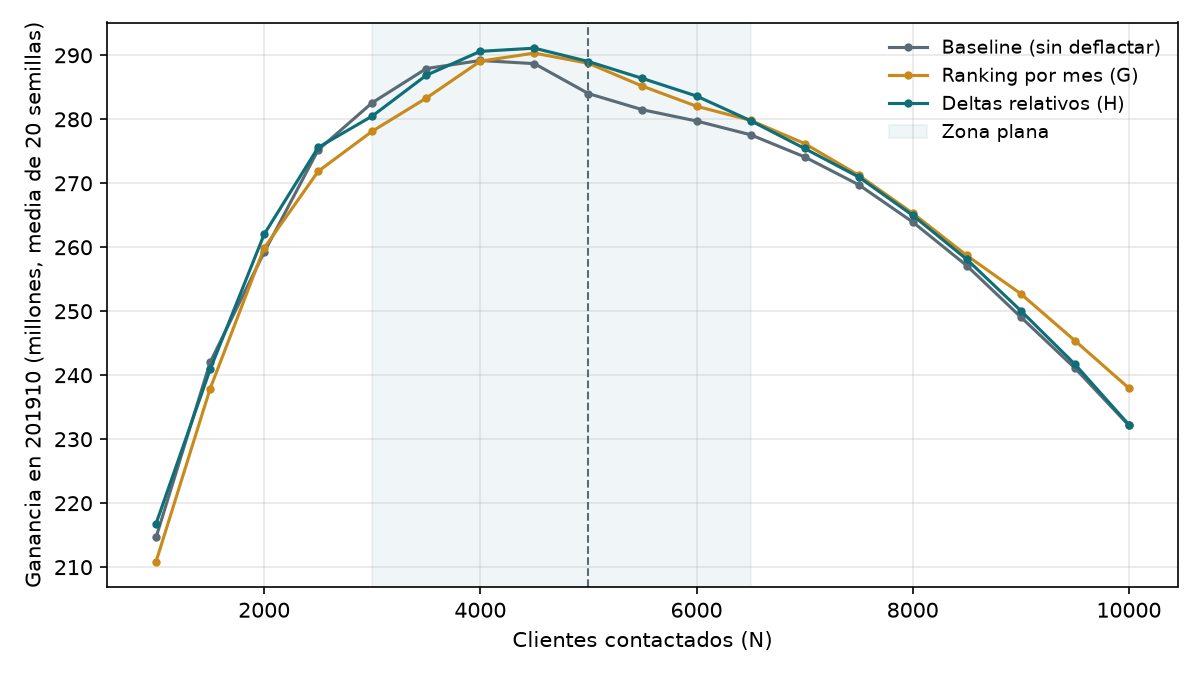 Ganancia en 201910 (millones, media de 20 semillas)
290
280
270
260
250
240
230
220
210
Baseline (sin deflactar)
Ranking por mes (G)
Deltas relativos (H)
Zona plana
2000 4000 6000 8000 10000
Clientes contactados (N)